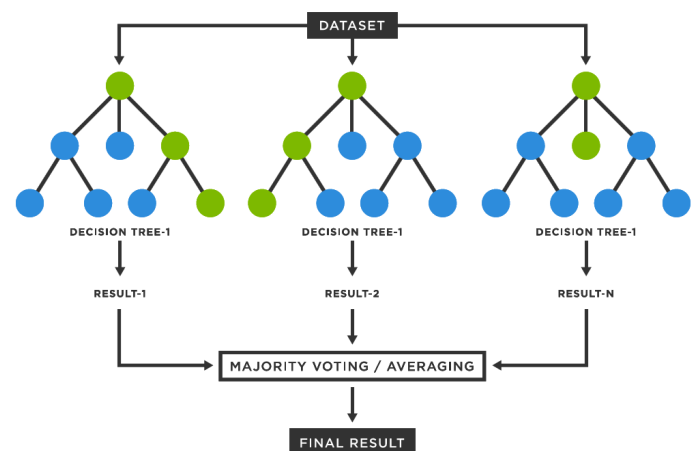 DATASET
DECISION TREE-1
DECISION TREE-1
DECISION TREE-1
RESULT-1
RESULT-2
RESULT-N
MAJORITY VOTING / AVERAGING
FINAL RESULT